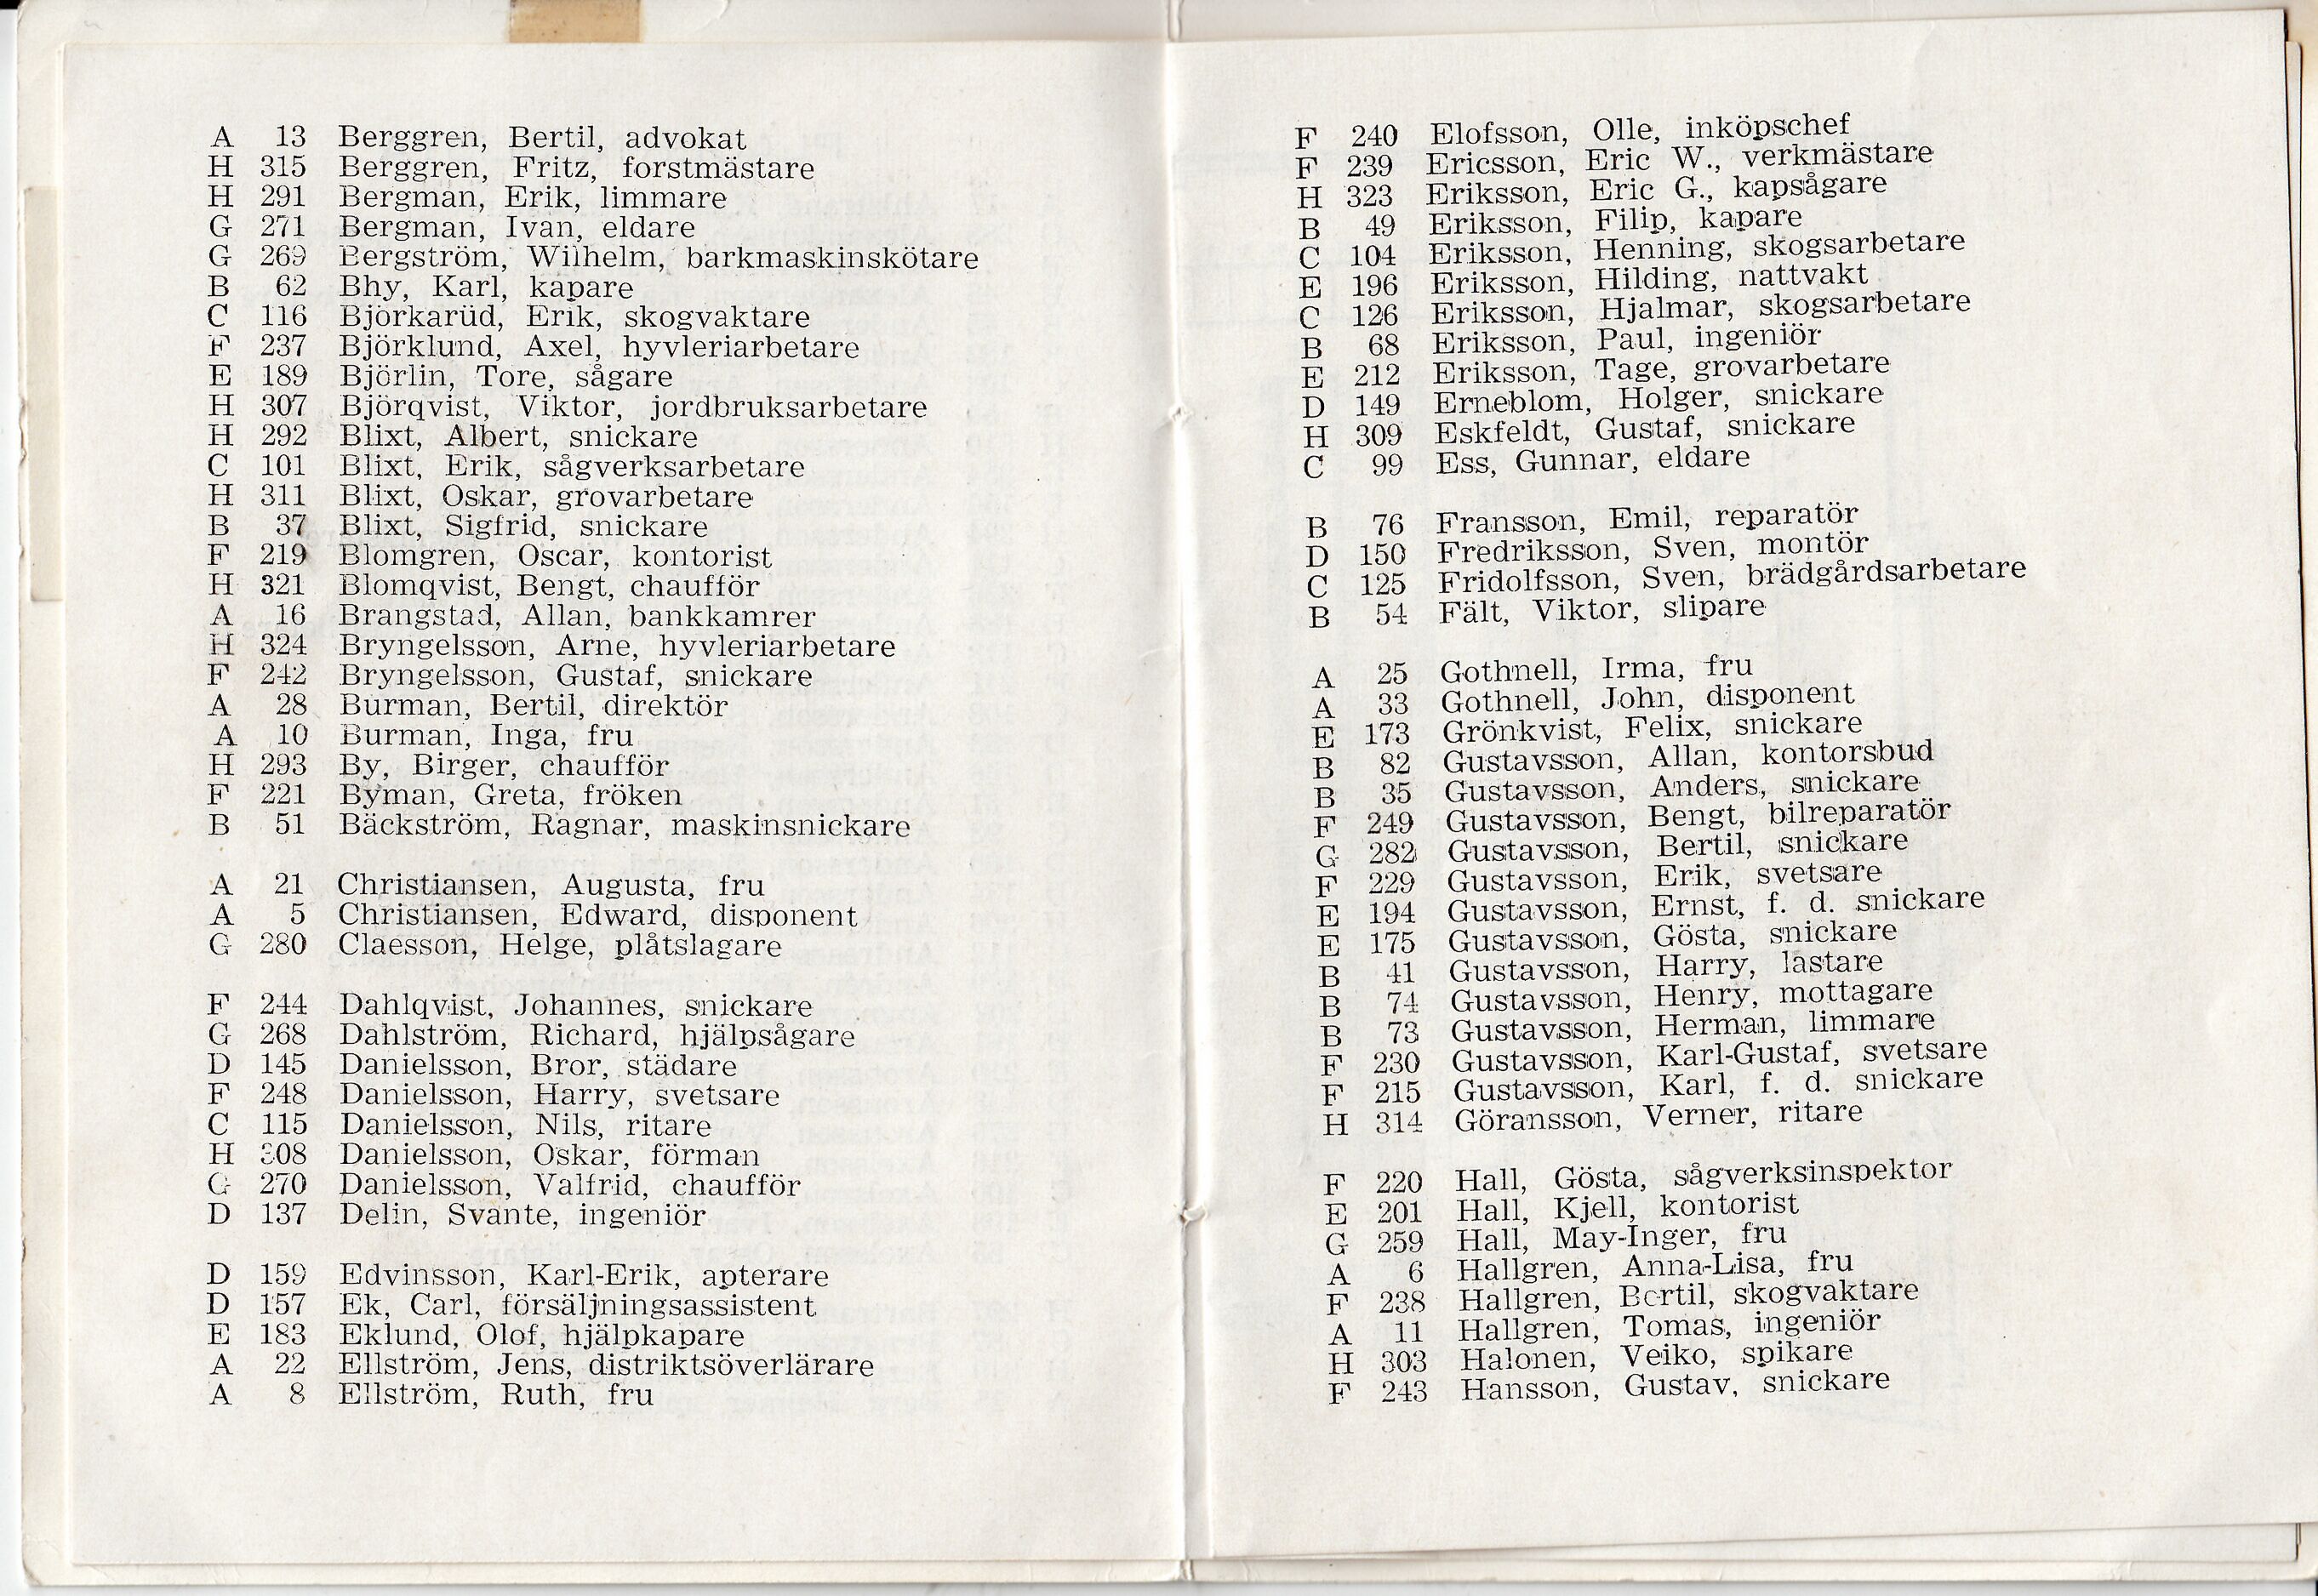 A 13 Berggren, Bertil, advokat
H 315 Berggren, Fritz, forstmästare
H 291 Bergman, Erik, limmare
G 271 Bergman, Ivan, eldare
G 269 Bergström, Wilhelm, barkmaskinskötare
B 62 Bhy, Karl, kapare
C 116 Björkarüd, Erik, skogvaktare
F 237 Björklund, Axel, hyvleriarbetare
E 189 Björlin, Tore, sågare
H 307 Björqvist, Viktor, jordbruksarbetare
H 292 Blixt, Albert, snickare
C 101 Blixt, Erik, sågverksarbetare
H 311 Blixt, Oskar, grovarbetare
B 37 Blixt, Sigfrid, snickare
F 219 Blomgren, Oscar, kontorist
H 321 Blomqvist, Bengt, chaufför
A 16 Brangstad, Allan, bankkamrer
H 324 Bryngelsson, Arne, hyvleriarbetare
F 242 Bryngelsson, Gustaf, snickare
A 28 Burman, Bertil, direktör
A 10 Burman, Inga, fru
H 293 By, Birger, chaufför
F 221 Byman, Greta, fröken
B 51 Bäckström, Ragnar, maskinsnickare
A 21 Christiansen, Augusta, fru
A 5 Christiansen, Edward, disponent
G 280 Claesson, Helge, plåtslagare
F 244 Dahlqvist, Johannes, snickare
G 268 Dahlström, Richard, hjälpsågare
D 145 Danielsson, Bror, städare
F 248 Danielsson, Harry, svetsare
C 115 Danielsson, Nils, ritare
H 308 Danielsson, Oskar, förman
G 270 Danielsson, Valfrid, chaufför
D 137 Delin, Svante, ingeniör
D 159 Edvinsson, Karl-Erik, apterare
D 157 Ek, Carl, försäljningsassistent
E 183 Eklund, Olof, hjälpkapare
A 22 Ellström, Jens, distriktsöverlärare
A 8 Ellström, Ruth, fru
F 240 Elofsson, Olle, inköpschef
F 239 Ericsson, Eric W., verkmästare
H 323 Eriksson, Eric G., kapsågare
B 49 Eriksson, Filip, kapare
C 104 Eriksson, Henning, skogsarbetare
E 196 Eriksson, Hilding, nattvakt
C 126 Eriksson, Hjalmar, skogsarbetare
B 68 Eriksson, Paul, ingeniör
E 212 Eriksson, Tage, grovarbetare
D 149 Erneblom, Holger, snickare
H 309 Eskfeldt, Gustaf, snickare
C 99 Ess, Gunnar, eldare
B 76 Fransson, Emil, reparatör
D 150 Fredriksson, Sven, montör
C 125 Fridolfsson, Sven, brädgårdsarbetare
B 54 Fält, Viktor, slipare
A 25 Gothnell, Irma, fru
A 33 Gothnell, John, disponent
E 173 Grönkvist, Felix, snickare
B 82 Gustavsson, Allan, kontorsbud
B 35 Gustavsson, Anders, snickare
F 249 Gustavsson, Bengt, bilreparatör
G 282 Gustavsson, Bertil, snickare
F 229 Gustavsson, Erik, svetsare
E 194 Gustavsson, Ernst, f. d. snickare
E 175 Gustavsson, Gösta, snickare
B 41 Gustavsson, Harry, lastare
B 74 Gustavsson, Henry, mottagare
B 73 Gustavsson, Herman, limmare
F 230 Gustavsson, Karl-Gustaf, svetsare
F 215 Gustavsson, Karl, f. d. snickare
H 314 Göransson, Verner, ritare
F 220 Hall, Gösta, sågverksinspektor
E 201 Hall, Kjell, kontorist
G 259 Hall, May-Inger, fru
A 6 Hallgren, Anna-Lisa, fru
F 238 Hallgren, Bertil, skogvaktare
A 11 Hallgren, Tomas, ingeniör
H 303 Halonen, Veiko, spikare
F 243 Hansson, Gustav, snickare